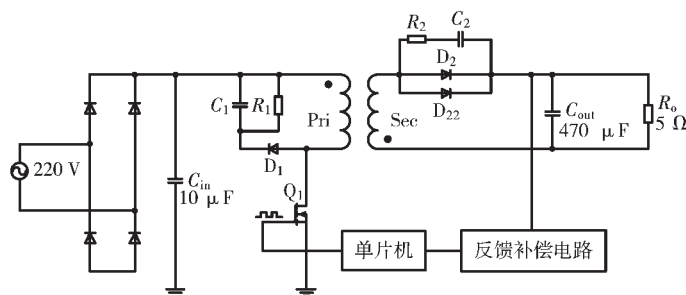 R₂
C₂
D₂
D₂₂
C₁
R₁
Pri
Sec
Cout
470 μF
Ro
5 Ω
D₁
220 V
Cin
10 μF
Q₁
单片机
反馈补偿电路